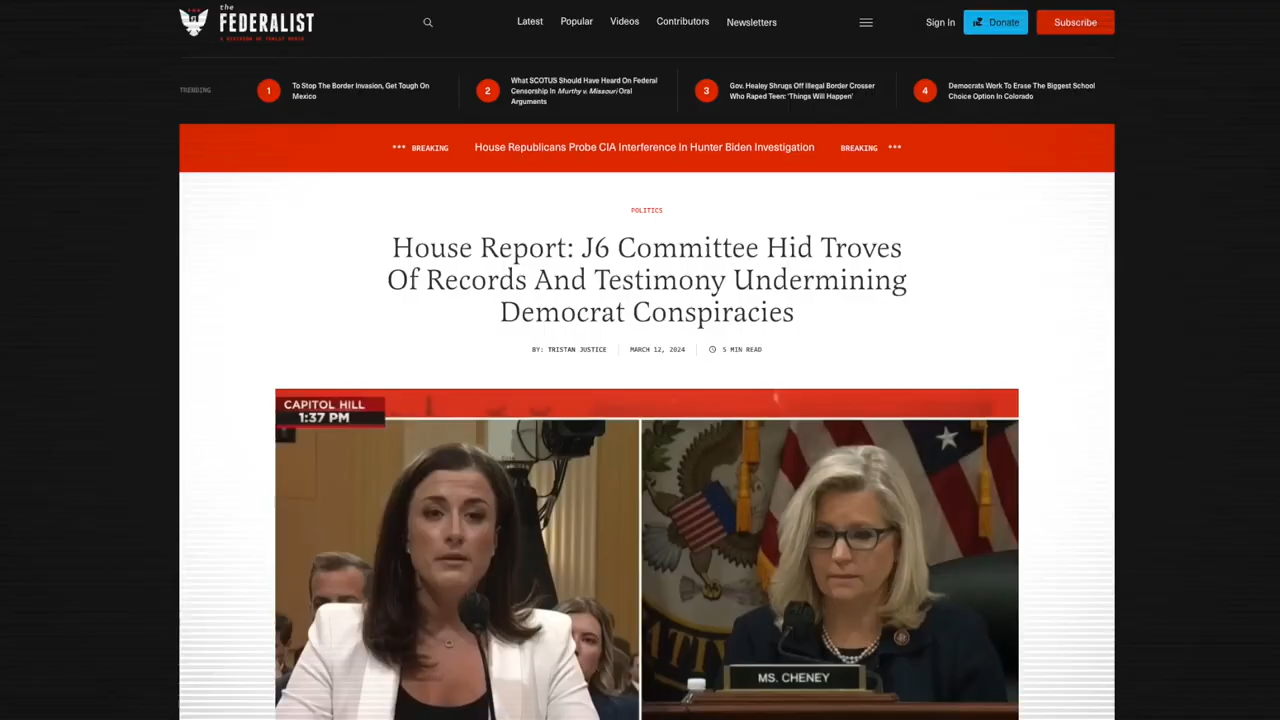 the
FEDERALIST
A DIVISION OF FDRLST MEDIA
Latest
Popular
Videos
Contributors
Newsletters
Sign In
Donate
Subscribe
TRENDING
1
To Stop The Border Invasion, Get Tough On
Mexico
2
What SCOTUS Should Have Heard On Federal
Censorship In Murthy v. Missouri Oral
Arguments
3
Gov. Healey Shrugs Off Illegal Border Crosser
Who Raped Teen: 'Things Will Happen'
4
Democrats Work To Erase The Biggest School
Choice Option In Colorado
BREAKING
House Republicans Probe CIA Interference In Hunter Biden Investigation
BREAKING
POLITICS
House Report: J6 Committee Hid Troves
Of Records And Testimony Undermining
Democrat Conspiracies
BY: TRISTAN JUSTICE
MARCH 12, 2024
5 MIN READ
CAPITOL HILL
1:37 PM
MS. CHENEY